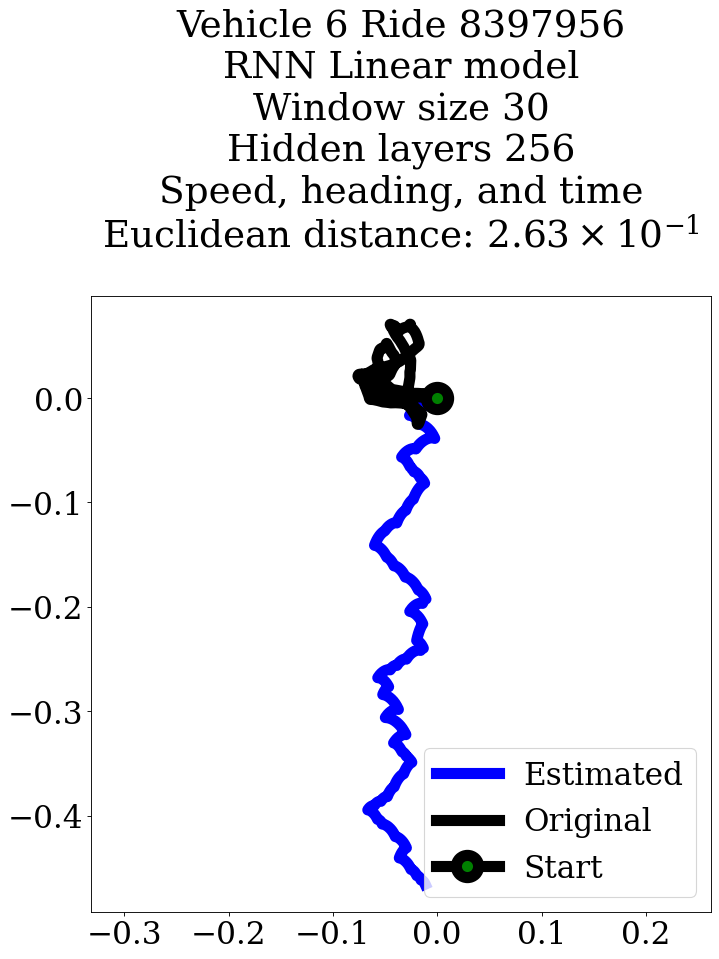 Vehicle 6 Ride 8397956
RNN Linear model
Window size 30
Hidden layers 256
Speed, heading, and time
Euclidean distance: 2.63 × 10⁻¹
0.0
−0.1
−0.2
−0.3
−0.4
Estimated
Original
Start
−0.3 −0.2 −0.1 0.0 0.1 0.2